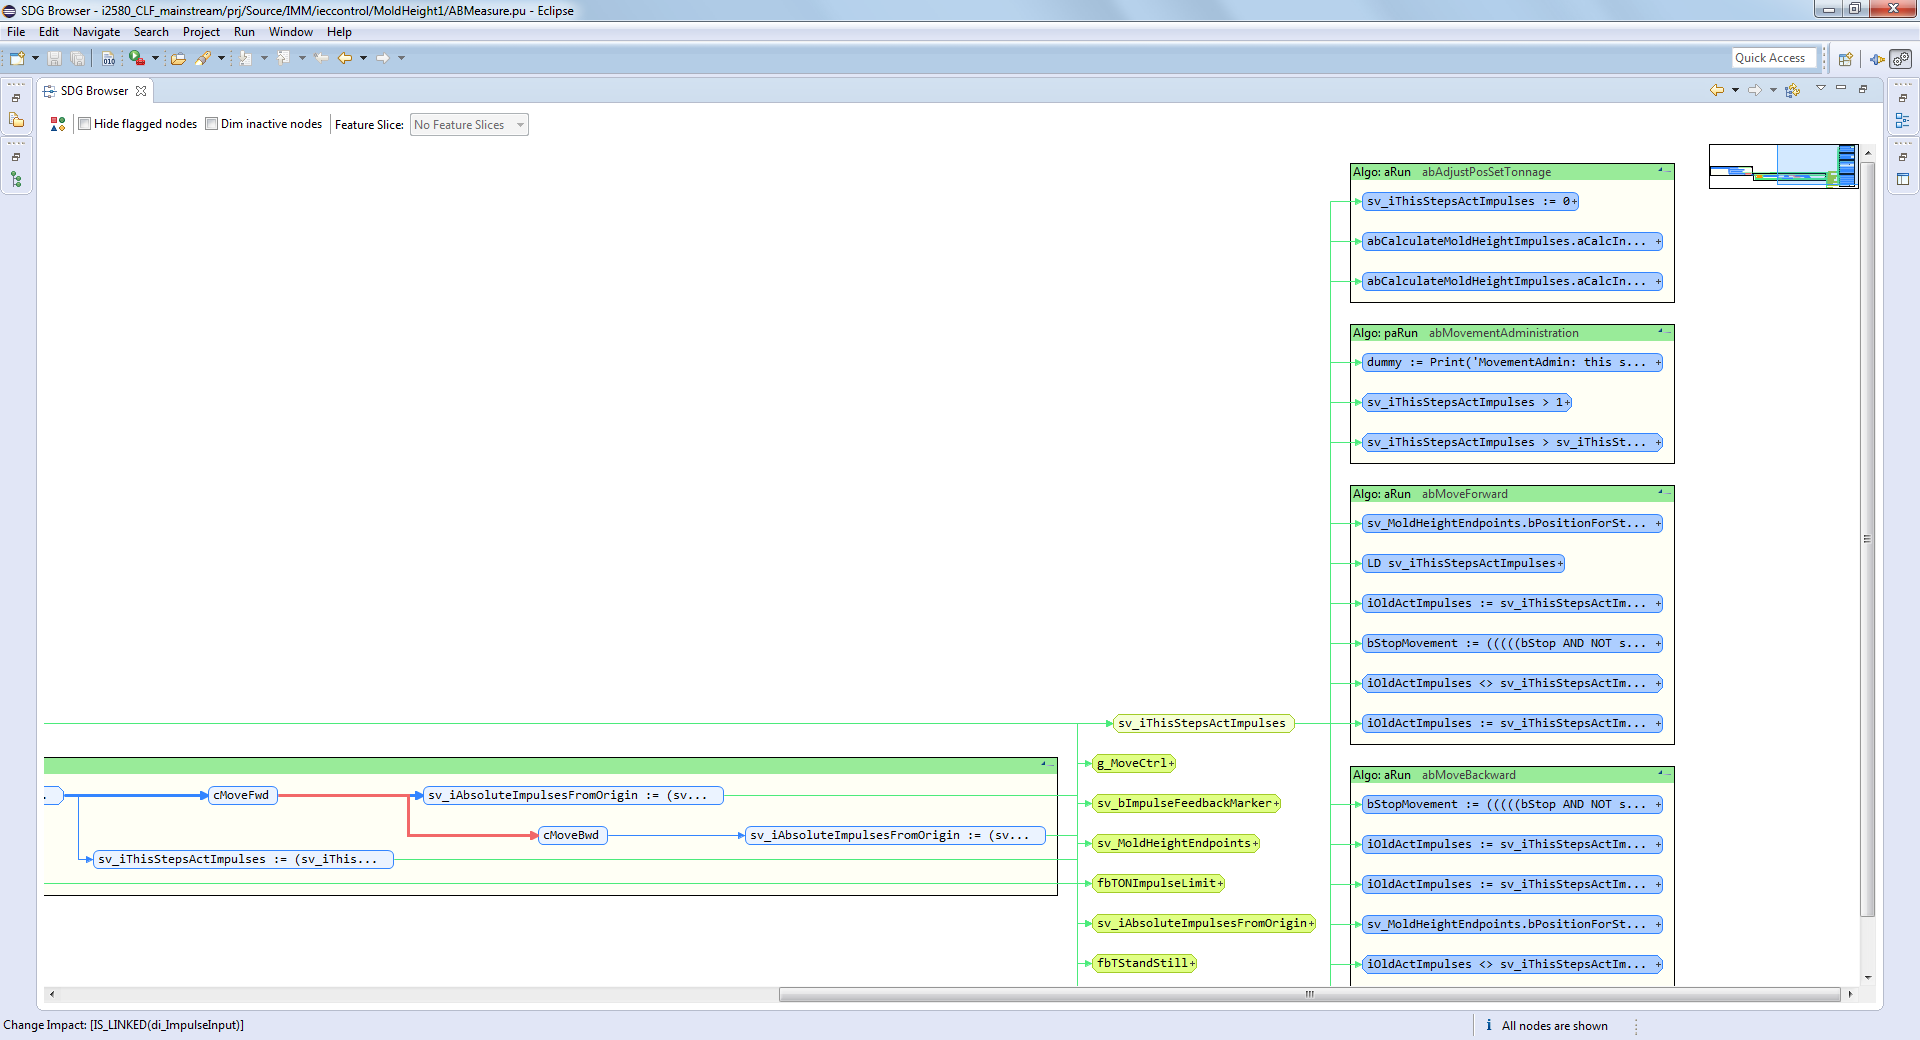 SDG Browser - i2580_CLF_mainstream/prj/Source/IMM/ieccontrol/MoldHeight1/ABMeasure.pu - Eclipse
File Edit Navigate Search Project Run Window Help
010
Quick Access
SDG Browser
Hide flagged nodes Dim inactive nodes Feature Slice: No Feature Slices
Algo: aRun abAdjustPosSetTonnage
sv_iThisStepsActImpulses := 0+
abCalculateMoldHeightImpulses.aCalcIn... +
abCalculateMoldHeightImpulses.aCalcIn... +
Algo: paRun abMovementAdministration
dummy := Print('MovementAdmin: this s... +
sv_iThisStepsActImpulses > 1+
sv_iThisStepsActImpulses > sv_iThisSt... +
Algo: aRun abMoveForward
sv_MoldHeightEndpoints.bPositionForSt... +
LD sv_iThisStepsActImpulses+
iOldActImpulses := sv_iThisStepsActIm... +
bStopMovement := (((((bStop AND NOT s... +
iOldActImpulses <> sv_iThisStepsActIm... +
sv_iThisStepsActImpulses
iOldActImpulses := sv_iThisStepsActIm... +
g_MoveCtrl+
Algo: aRun abMoveBackward
. cMoveFwd sv_iAbsoluteImpulsesFromOrigin := (sv...
sv_bImpulseFeedbackMarker+
bStopMovement := (((((bStop AND NOT s... +
cMoveBwd sv_iAbsoluteImpulsesFromOrigin := (sv...
sv_MoldHeightEndpoints+
iOldActImpulses := sv_iThisStepsActIm... +
sv_iThisStepsActImpulses := (sv_iThis...
fbTONImpulseLimit+
iOldActImpulses := sv_iThisStepsActIm... +
sv_iAbsoluteImpulsesFromOrigin+
sv_MoldHeightEndpoints.bPositionForSt... +
fbTStandStill+
iOldActImpulses <> sv_iThisStepsActIm... +
Change Impact: [IS_LINKED(di_ImpulseInput)]
i All nodes are shown